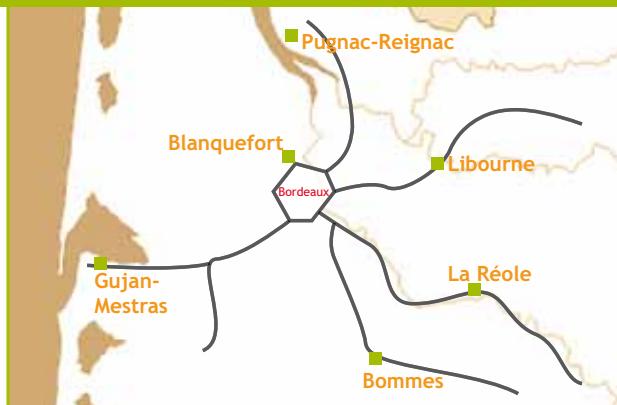 Pugnac-Reignac
Blanquefort
Libourne
Bordeaux
Gujan-
Mestras
La Réole
Bommes